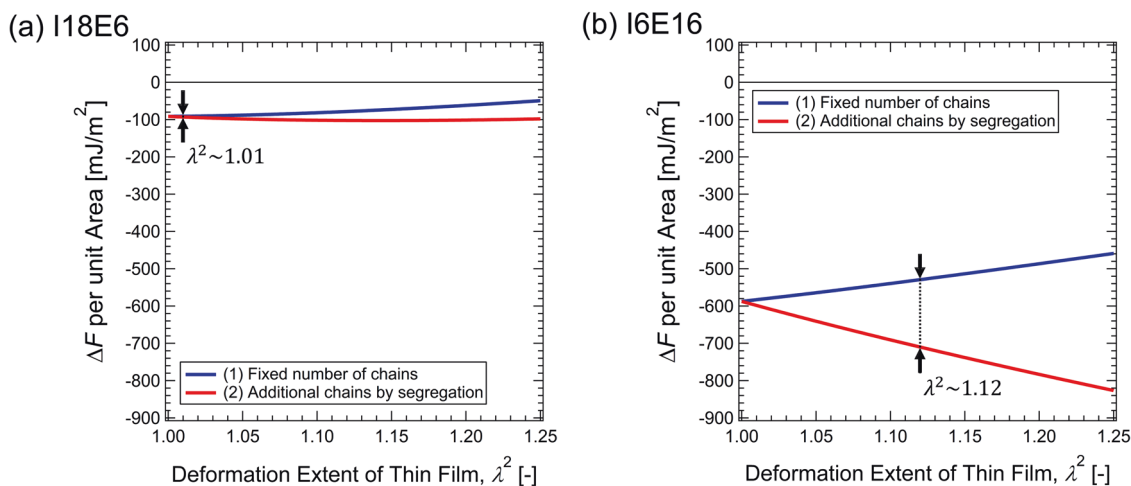 (a) I18E6
100
0
-100
-200
-300
-400
-500
-600
-700
-800
-900
ΔF per unit Area [mJ/m²]
λ²~1.01
(1) Fixed number of chains
(2) Additional chains by segregation
1.00 1.05 1.10 1.15 1.20 1.25
Deformation Extent of Thin Film, λ² [-]
(b) I6E16
100
0
-100
-200
-300
-400
-500
-600
-700
-800
-900
ΔF per unit Area [mJ/m²]
(1) Fixed number of chains
(2) Additional chains by segregation
λ²~1.12
1.00 1.05 1.10 1.15 1.20 1.25
Deformation Extent of Thin Film, λ² [-]